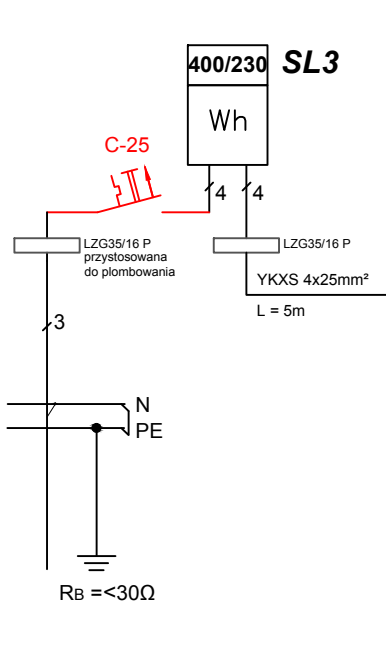 400/230
SL3
Wh
C-25
4
4
LZG35/16 P
przystosowana
do plombowania
LZG35/16 P
YKXS 4x25mm²
L = 5m
3
N
PE
RB =<30Ω